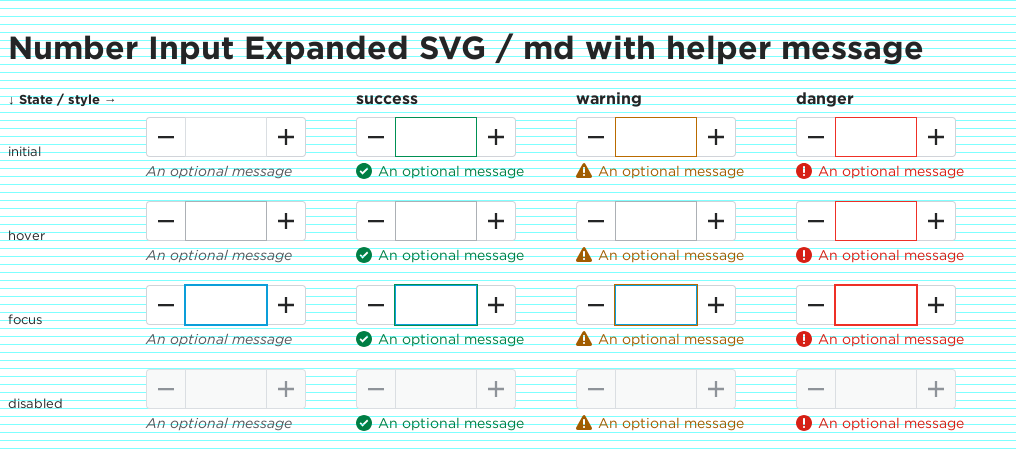 Number Input Expanded SVG / md with helper message
↓ State / style → success warning danger
initial
An optional message An optional message An optional message An optional message
hover
An optional message An optional message An optional message An optional message
focus
An optional message An optional message An optional message An optional message
disabled
An optional message An optional message An optional message An optional message